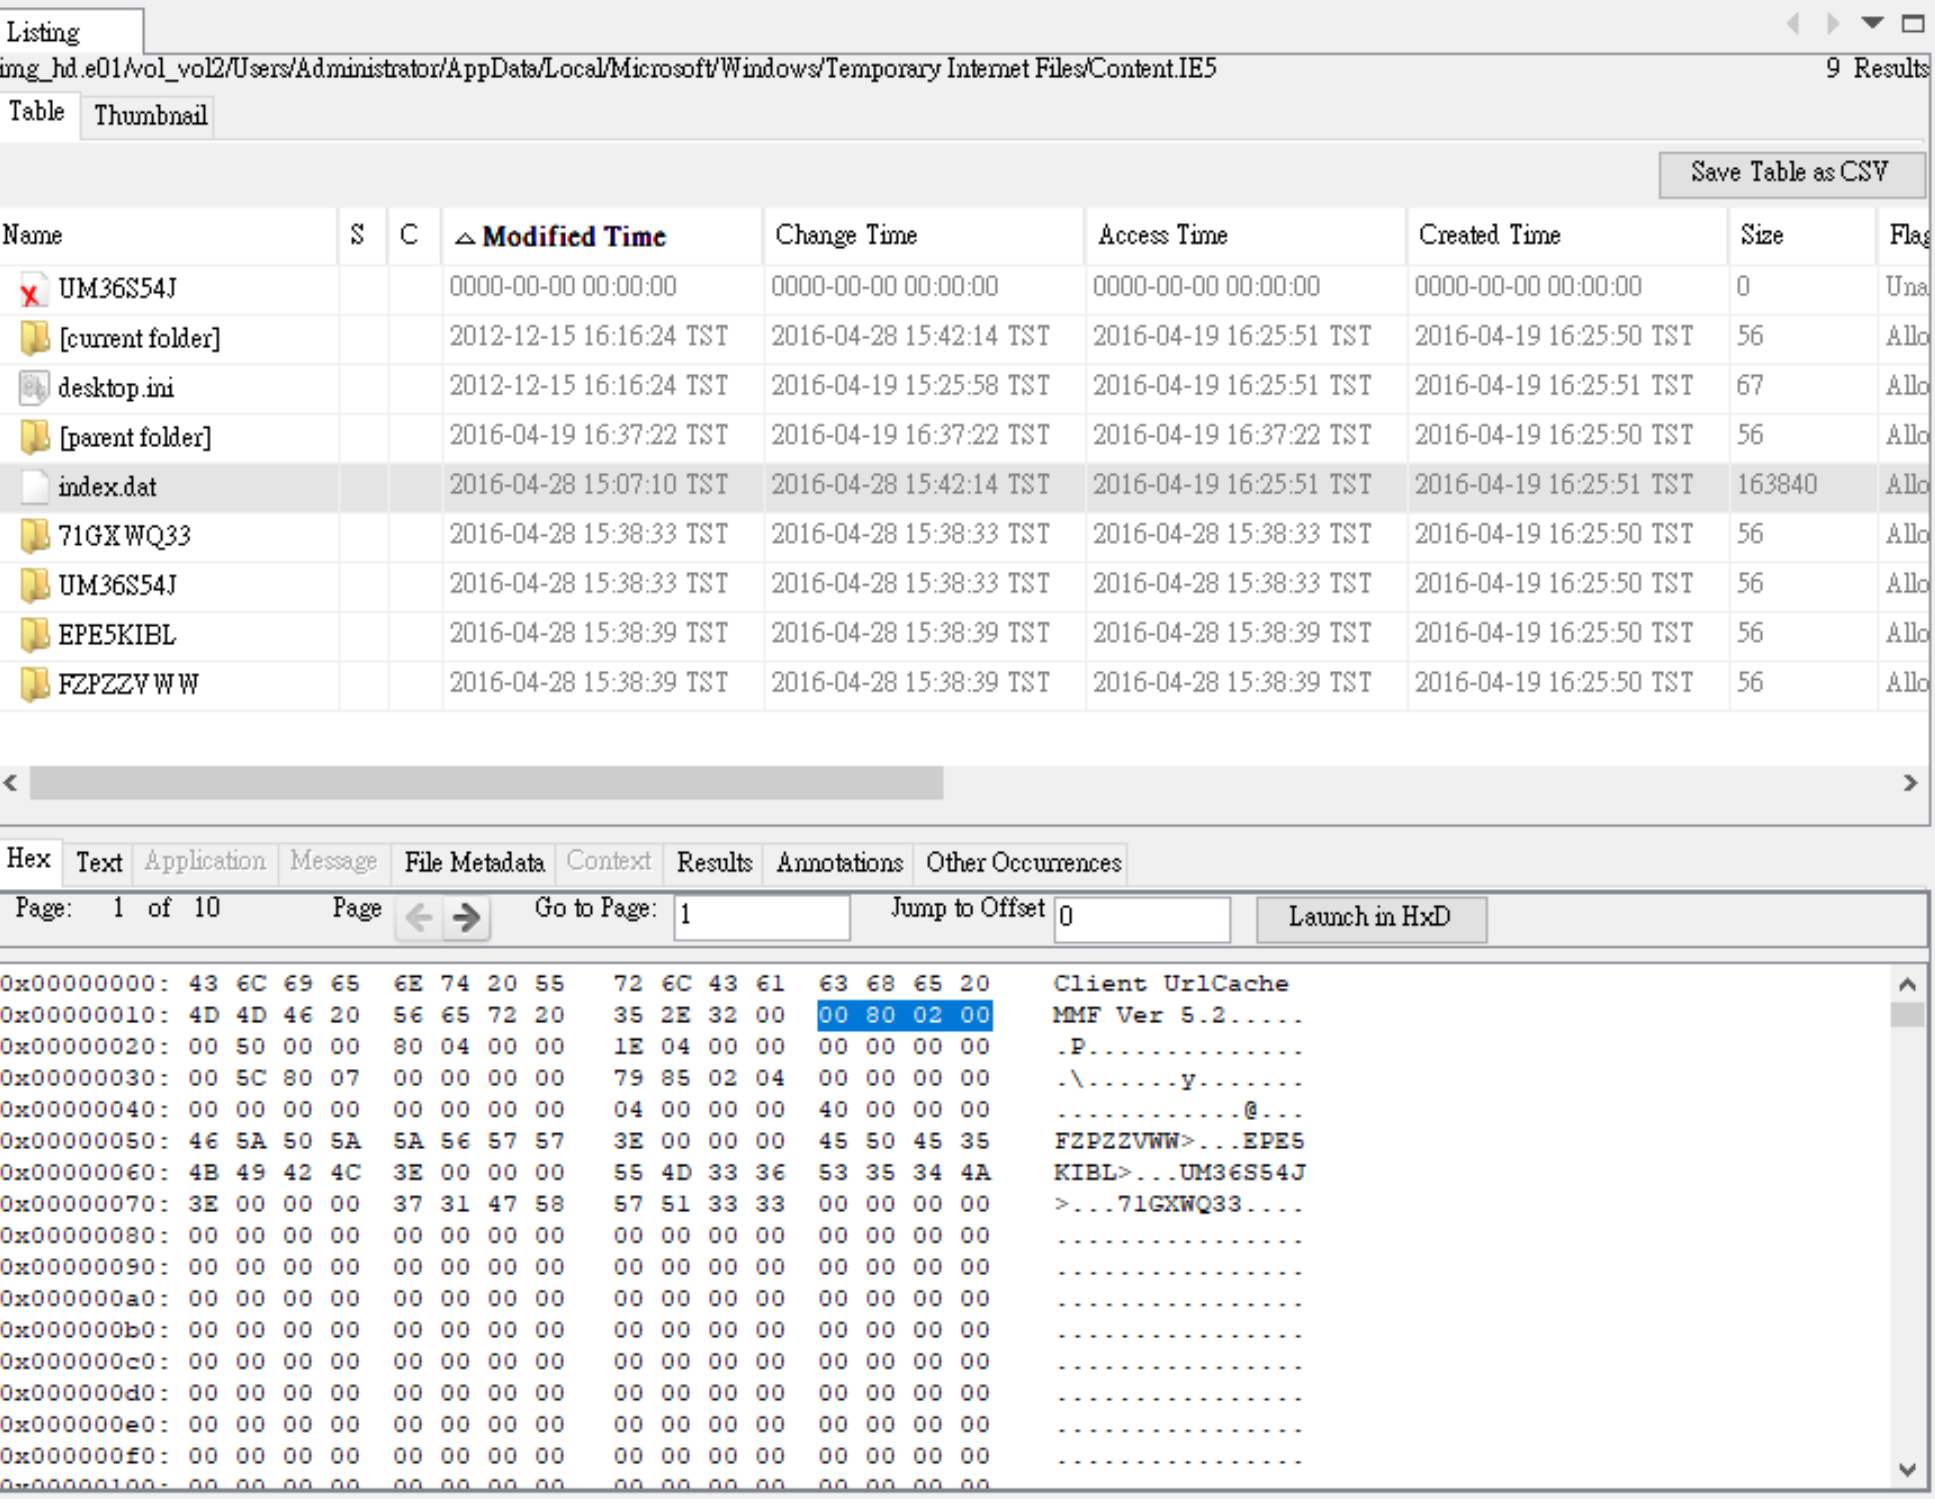 Listing
img_hd.e01/vol_vol2/Users/Administrator/AppData/Local/Microsoft/Windows/Temporary Internet Files/Content.IE5 9 Results
Table Thumbnail
Save Table as CSV
Name S C △ Modified Time Change Time Access Time Created Time Size Flag
UM36S54J 0000-00-00 00:00:00 0000-00-00 00:00:00 0000-00-00 00:00:00 0000-00-00 00:00:00 0 Una
[current folder] 2012-12-15 16:16:24 TST 2016-04-28 15:42:14 TST 2016-04-19 16:25:51 TST 2016-04-19 16:25:50 TST 56 Allo
desktop.ini 2012-12-15 16:16:24 TST 2016-04-19 15:25:58 TST 2016-04-19 16:25:51 TST 2016-04-19 16:25:51 TST 67 Allo
[parent folder] 2016-04-19 16:37:22 TST 2016-04-19 16:37:22 TST 2016-04-19 16:37:22 TST 2016-04-19 16:25:50 TST 56 Allo
index.dat 2016-04-28 15:07:10 TST 2016-04-28 15:42:14 TST 2016-04-19 16:25:51 TST 2016-04-19 16:25:51 TST 163840 Allo
71GXWQ33 2016-04-28 15:38:33 TST 2016-04-28 15:38:33 TST 2016-04-28 15:38:33 TST 2016-04-19 16:25:50 TST 56 Allo
UM36S54J 2016-04-28 15:38:33 TST 2016-04-28 15:38:33 TST 2016-04-28 15:38:33 TST 2016-04-19 16:25:50 TST 56 Allo
EPE5KIBL 2016-04-28 15:38:39 TST 2016-04-28 15:38:39 TST 2016-04-28 15:38:39 TST 2016-04-19 16:25:50 TST 56 Allo
FZPZZVWW 2016-04-28 15:38:39 TST 2016-04-28 15:38:39 TST 2016-04-28 15:38:39 TST 2016-04-19 16:25:50 TST 56 Allo
Hex Text Application Message File Metadata Context Results Annotations Other Occurrences
Page: 1 of 10 Page Go to Page: 1 Jump to Offset 0 Launch in HxD
0x00000000: 43 6C 69 65 6E 74 20 55 72 6C 43 61 63 68 65 20 Client UrlCache
0x00000010: 4D 4D 46 20 56 65 72 20 35 2E 32 00 00 80 02 00 MMF Ver 5.2.....
0x00000020: 00 50 00 00 80 04 00 00 1E 04 00 00 00 00 00 00 .P..............
0x00000030: 00 5C 80 07 00 00 00 00 79 85 02 04 00 00 00 00 .\......y.......
0x00000040: 00 00 00 00 00 00 00 00 04 00 00 00 40 00 00 00 ............@...
0x00000050: 46 5A 50 5A 5A 56 57 57 3E 00 00 00 45 50 45 35 FZPZZVWW>...EPE5
0x00000060: 4B 49 42 4C 3E 00 00 00 55 4D 33 36 53 35 34 4A KIBL>...UM36S54J
0x00000070: 3E 00 00 00 37 31 47 58 57 51 33 33 00 00 00 00 >...71GXWQ33....
0x00000080: 00 00 00 00 00 00 00 00 00 00 00 00 00 00 00 00 ................
0x00000090: 00 00 00 00 00 00 00 00 00 00 00 00 00 00 00 00 ................
0x000000a0: 00 00 00 00 00 00 00 00 00 00 00 00 00 00 00 00 ................
0x000000b0: 00 00 00 00 00 00 00 00 00 00 00 00 00 00 00 00 ................
0x000000c0: 00 00 00 00 00 00 00 00 00 00 00 00 00 00 00 00 ................
0x000000d0: 00 00 00 00 00 00 00 00 00 00 00 00 00 00 00 00 ................
0x000000e0: 00 00 00 00 00 00 00 00 00 00 00 00 00 00 00 00 ................
0x000000f0: 00 00 00 00 00 00 00 00 00 00 00 00 00 00 00 00 ................
0x00000100: 00 00 00 00 00 00 00 00 00 00 00 00 00 00 00 00